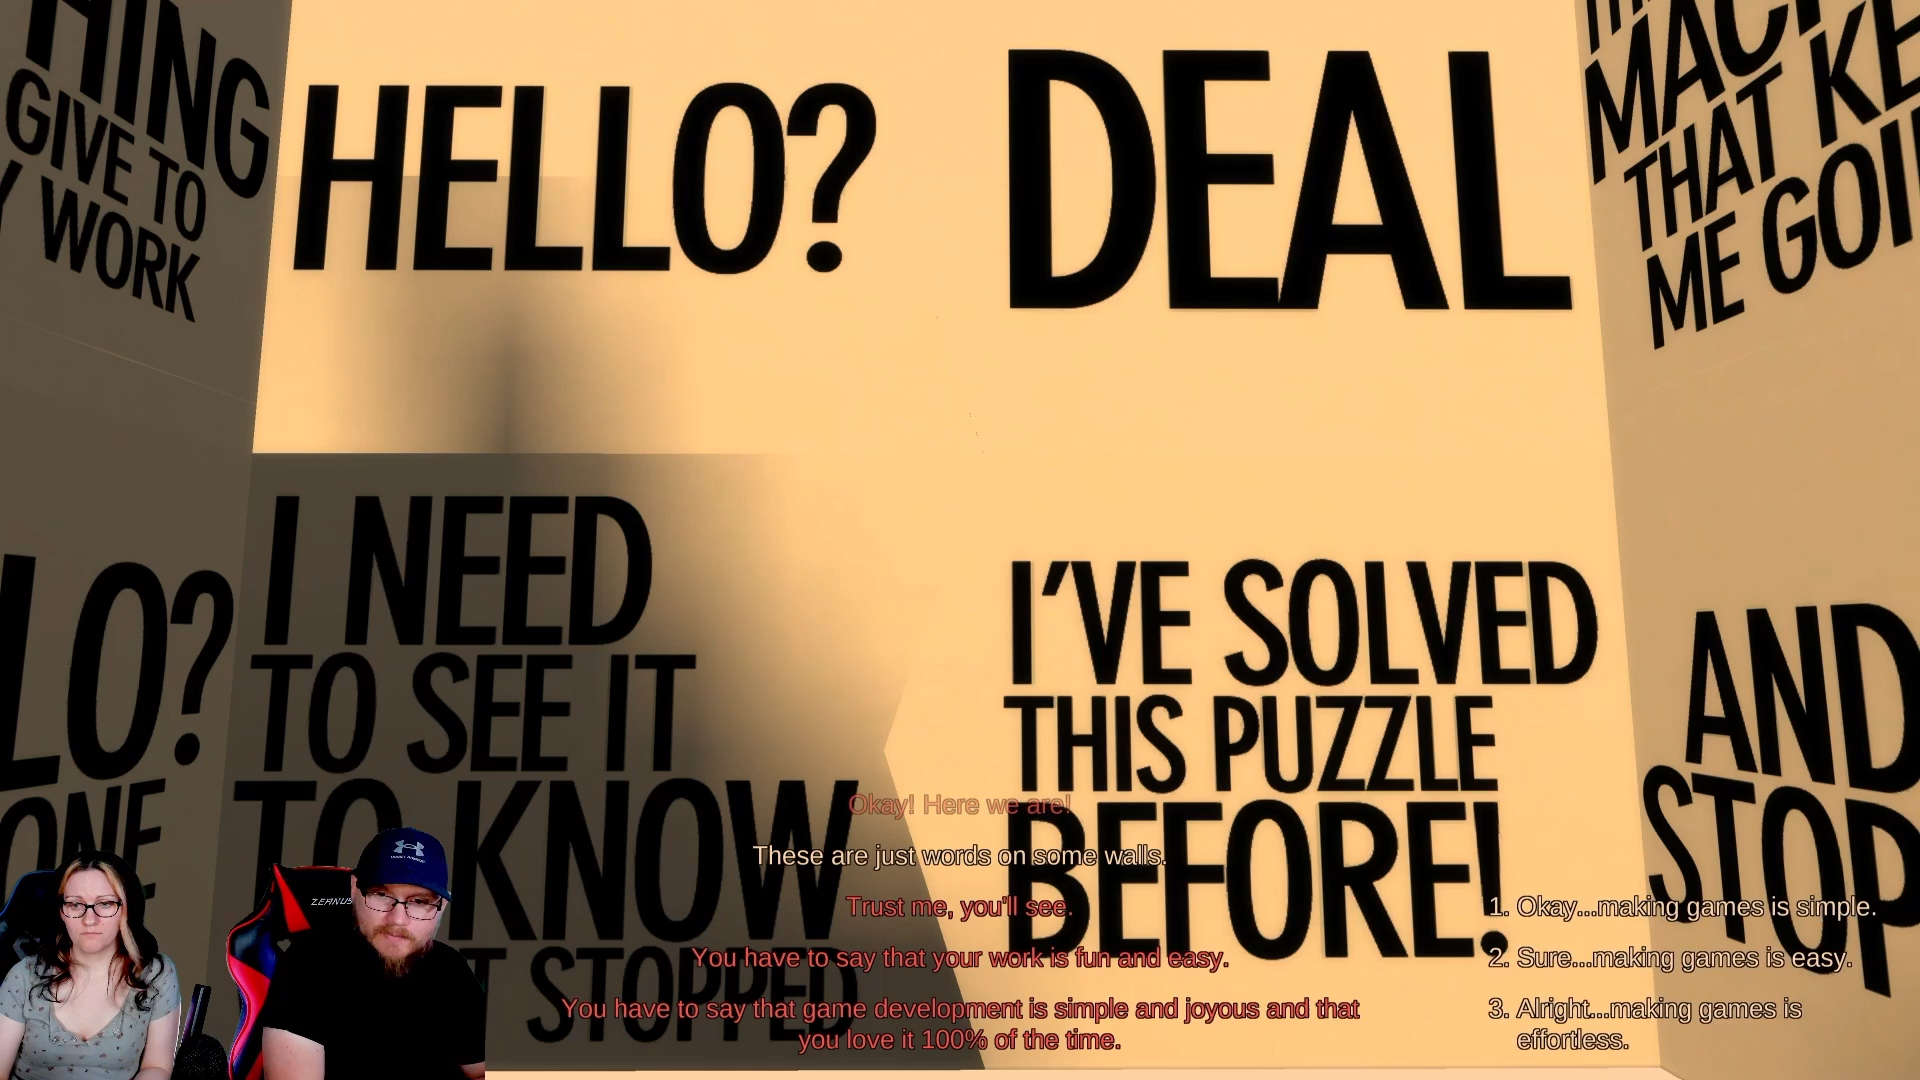 HING
GIVE TO
WORK
HELLO?
DEAL
THAT
ME
LO?
ONE
I NEED
TO SEE IT
TO KNOW
IT STOPPED
I'VE SOLVED
THIS PUZZLE
BEFORE!
AND
STOP
Okay! Here we are!
These are just words on some walls.
Trust me, you'll see.
You have to say that your work is fun and easy.
You have to say that game development is simple and joyous and that
you love it 100% of the time.
1. Okay...making games is simple.
2. Sure...making games is easy.
3. Alright...making games is
effortless.
ZERNUS